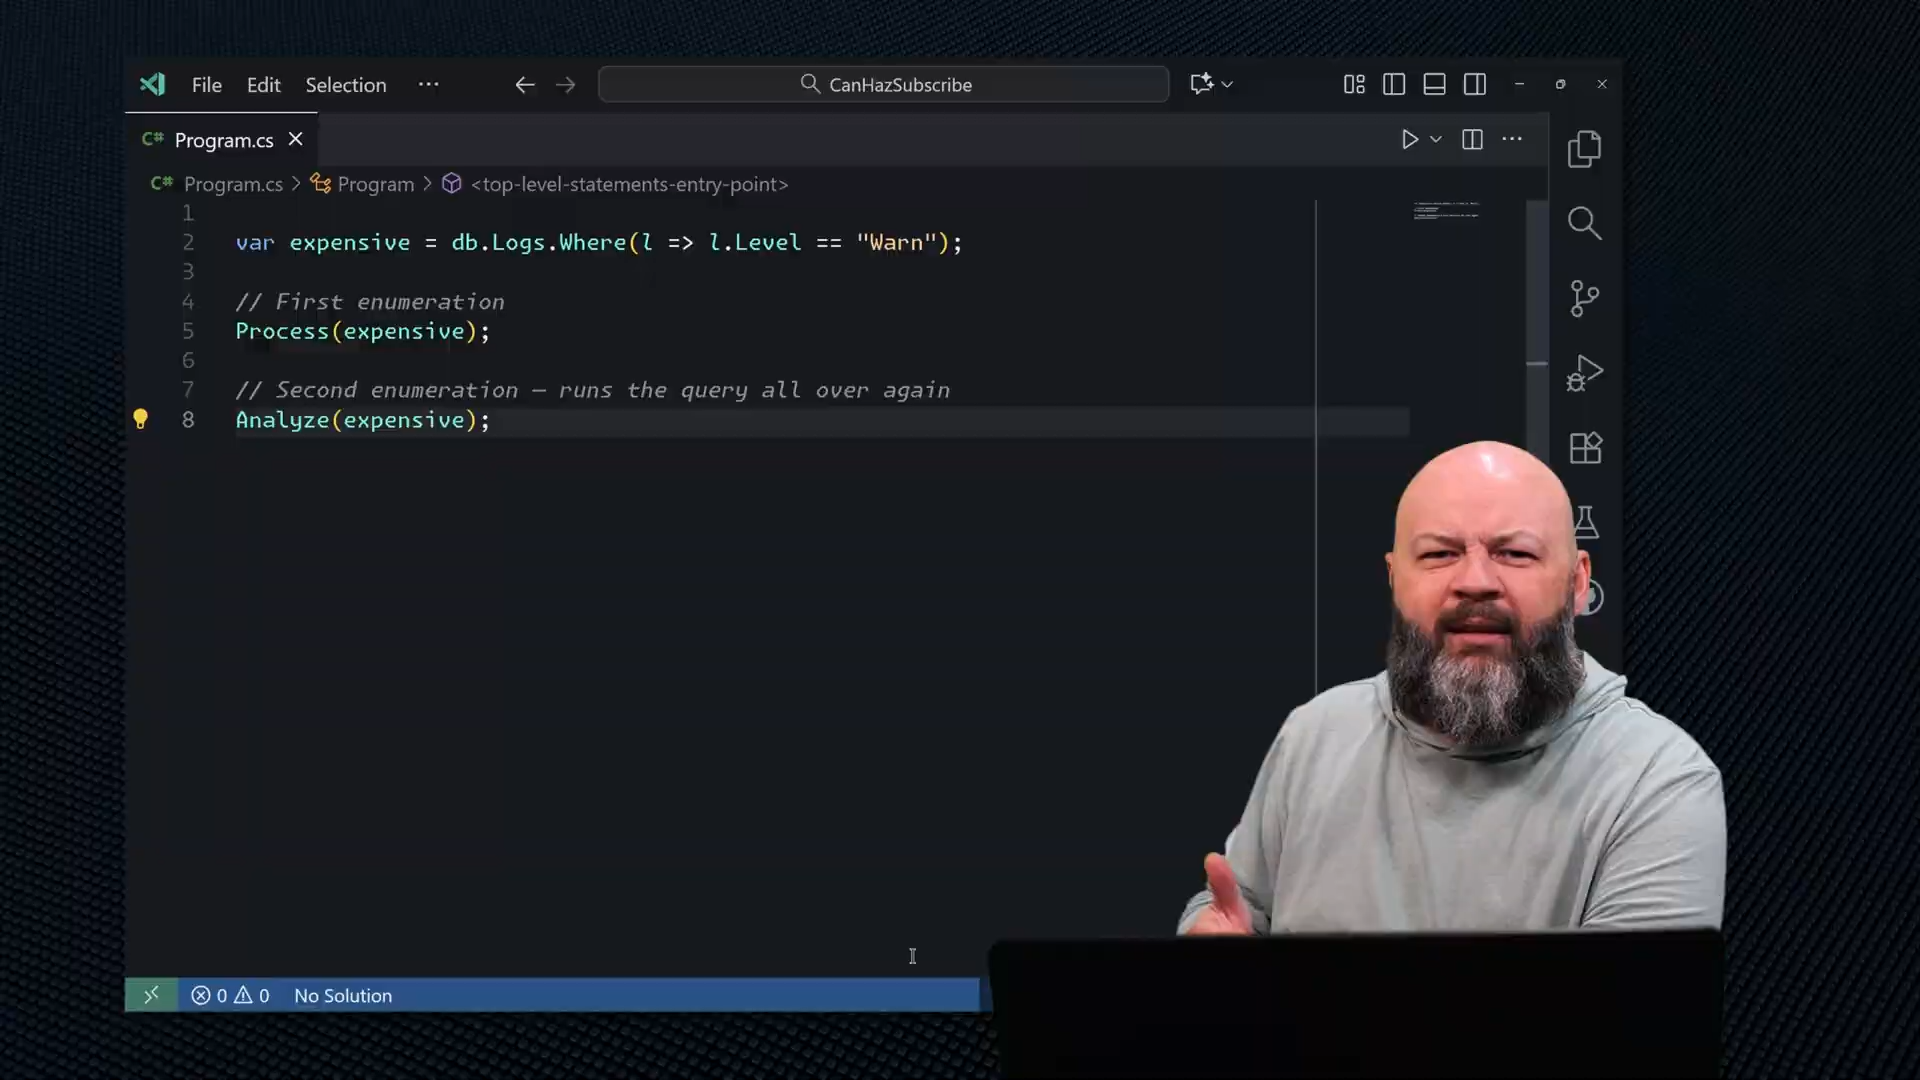 File Edit Selection ··· CanHazSubscribe
C# Program.cs
C# Program.cs > Program > <top-level-statements-entry-point>
1
2 var expensive = db.Logs.Where(l => l.Level == "Warn");
3
4 // First enumeration
5 Process(expensive);
6
7 // Second enumeration — runs the query all over again
8 Analyze(expensive);
0 0 No Solution